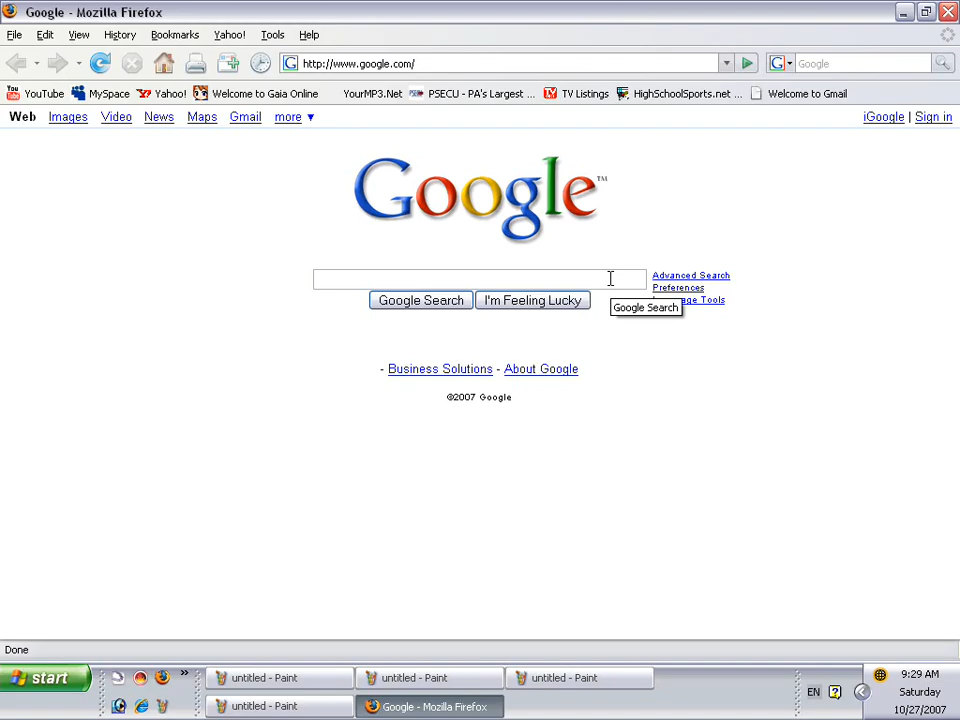 Google - Mozilla Firefox
File Edit View History Bookmarks Yahoo! Tools Help
http://www.google.com/ Google
YouTube MySpace Yahoo! Welcome to Gaia Online YourMP3.Net PSECU - PA's Largest ... TV Listings HighSchoolSports.net ... Welcome to Gmail
Web Images Video News Maps Gmail more ▼ iGoogle | Sign in
Google™
Advanced Search
Preferences
Google Search I'm Feeling Lucky Tools
Google Search
- Business Solutions - About Google
©2007 Google
Done
start untitled - Paint untitled - Paint untitled - Paint 9:29 AM
EN Saturday
untitled - Paint Google - Mozilla Firefox 10/27/2007